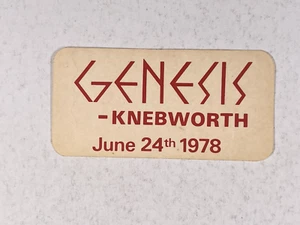 GENESIS
-KNEBWORTH
June 24th 1978